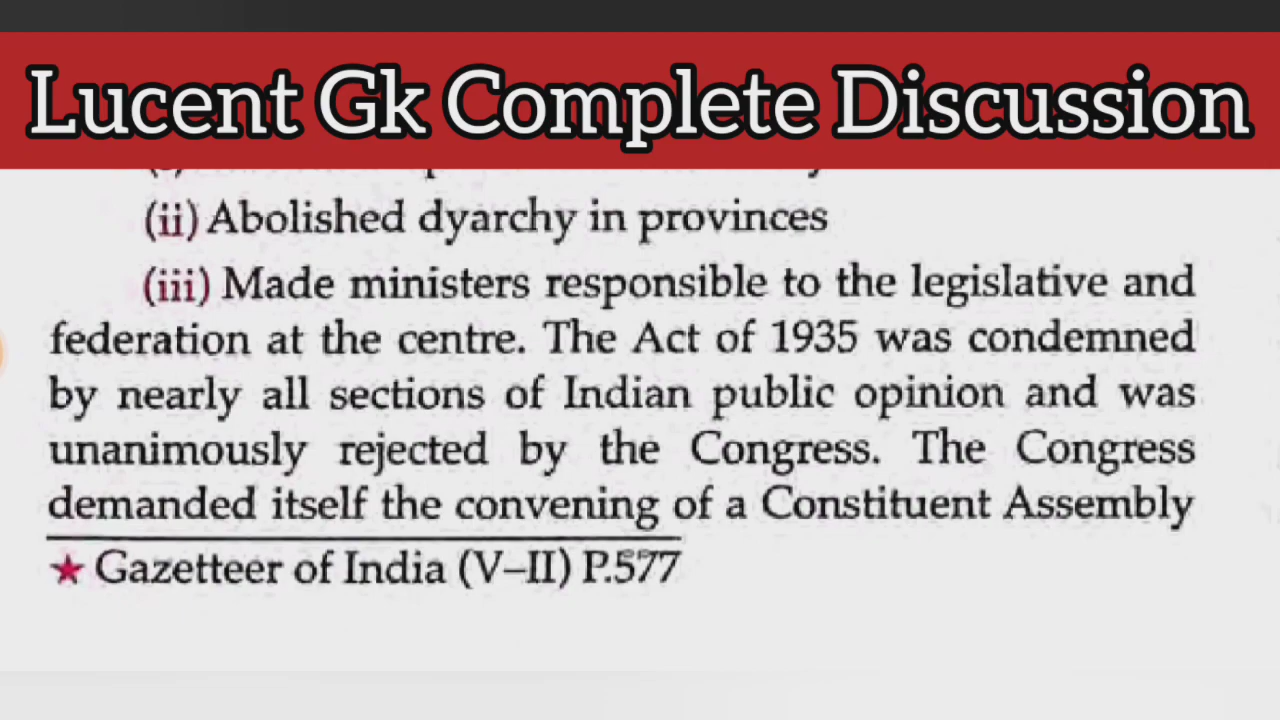 Lucent Gk Complete Discussion
(ii) Abolished dyarchy in provinces
(iii) Made ministers responsible to the legislative and
federation at the centre. The Act of 1935 was condemned
by nearly all sections of Indian public opinion and was
unanimously rejected by the Congress. The Congress
demanded itself the convening of a Constituent Assembly
★ Gazetteer of India (V–II) P.577